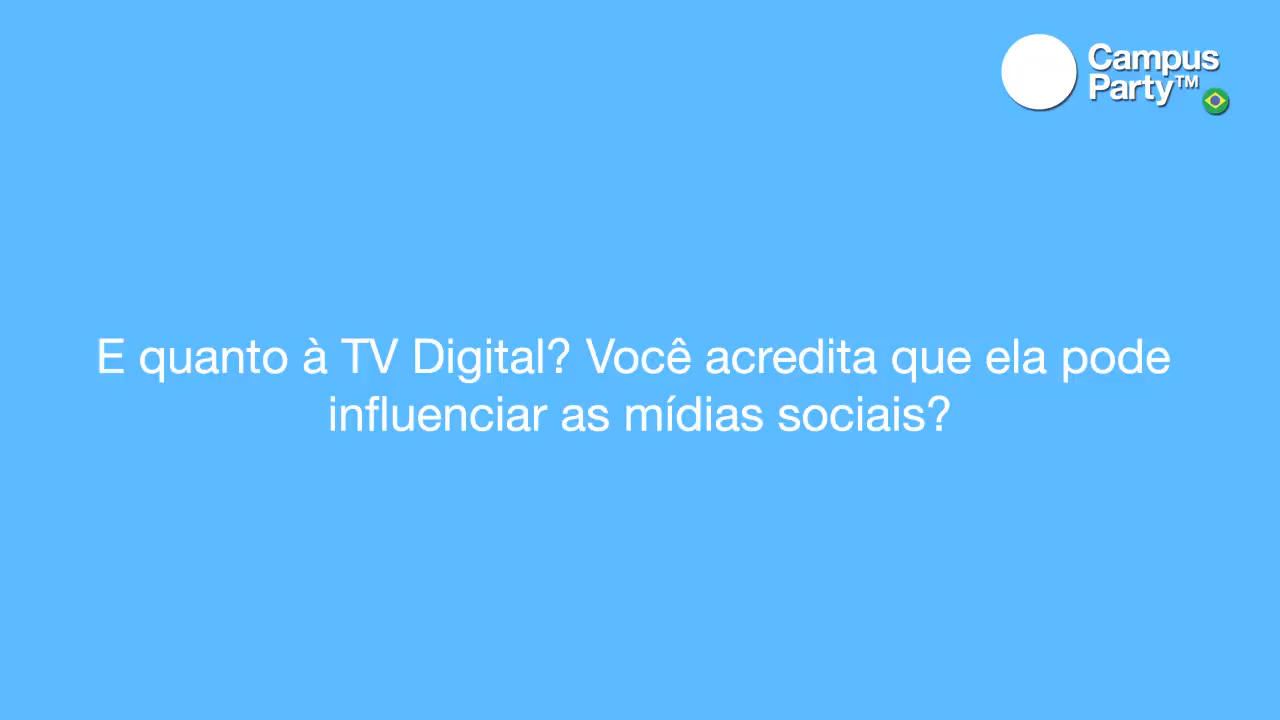 Campus
Party™
E quanto à TV Digital? Você acredita que ela pode
influenciar as mídias sociais?